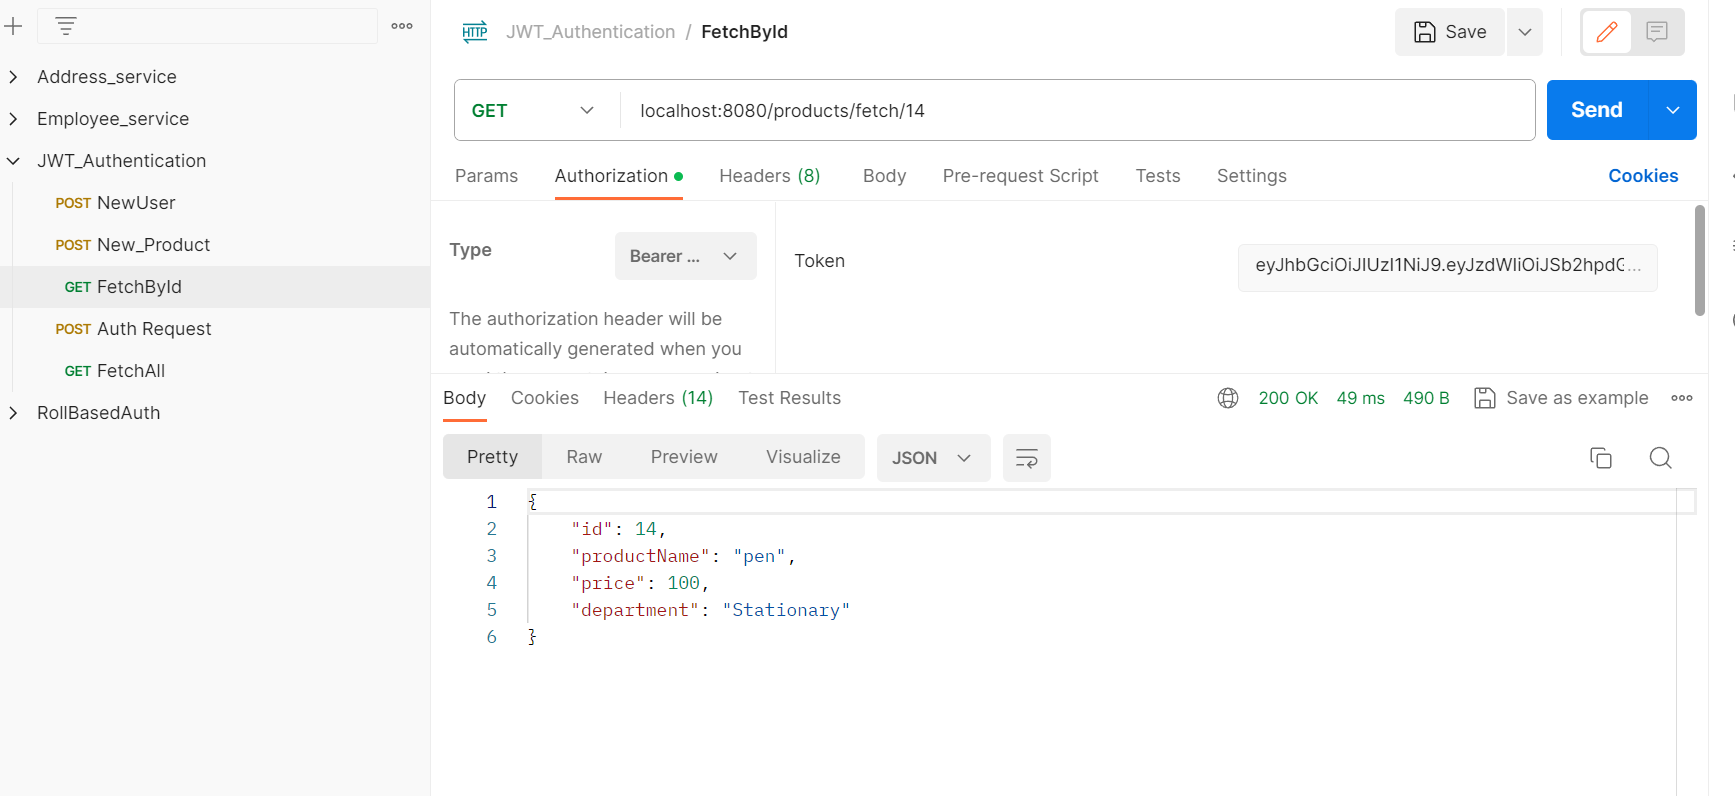 HTTP JWT_Authentication / FetchById
Save
Address_service
Employee_service
JWT_Authentication
POST NewUser
POST New_Product
GET FetchById
POST Auth Request
GET FetchAll
RollBasedAuth
GET
localhost:8080/products/fetch/14
Send
Params Authorization Headers (8) Body Pre-request Script Tests Settings Cookies
Type
Bearer ...
The authorization header will be
automatically generated when you
Token
eyJhbGciOiJIUzI1NiJ9.eyJzdWIiOiJSb2hpdG...
Body Cookies Headers (14) Test Results
200 OK 49 ms 490 B Save as example
Pretty Raw Preview Visualize JSON
1 {
2 "id": 14,
3 "productName": "pen",
4 "price": 100,
5 "department": "Stationary"
6 }